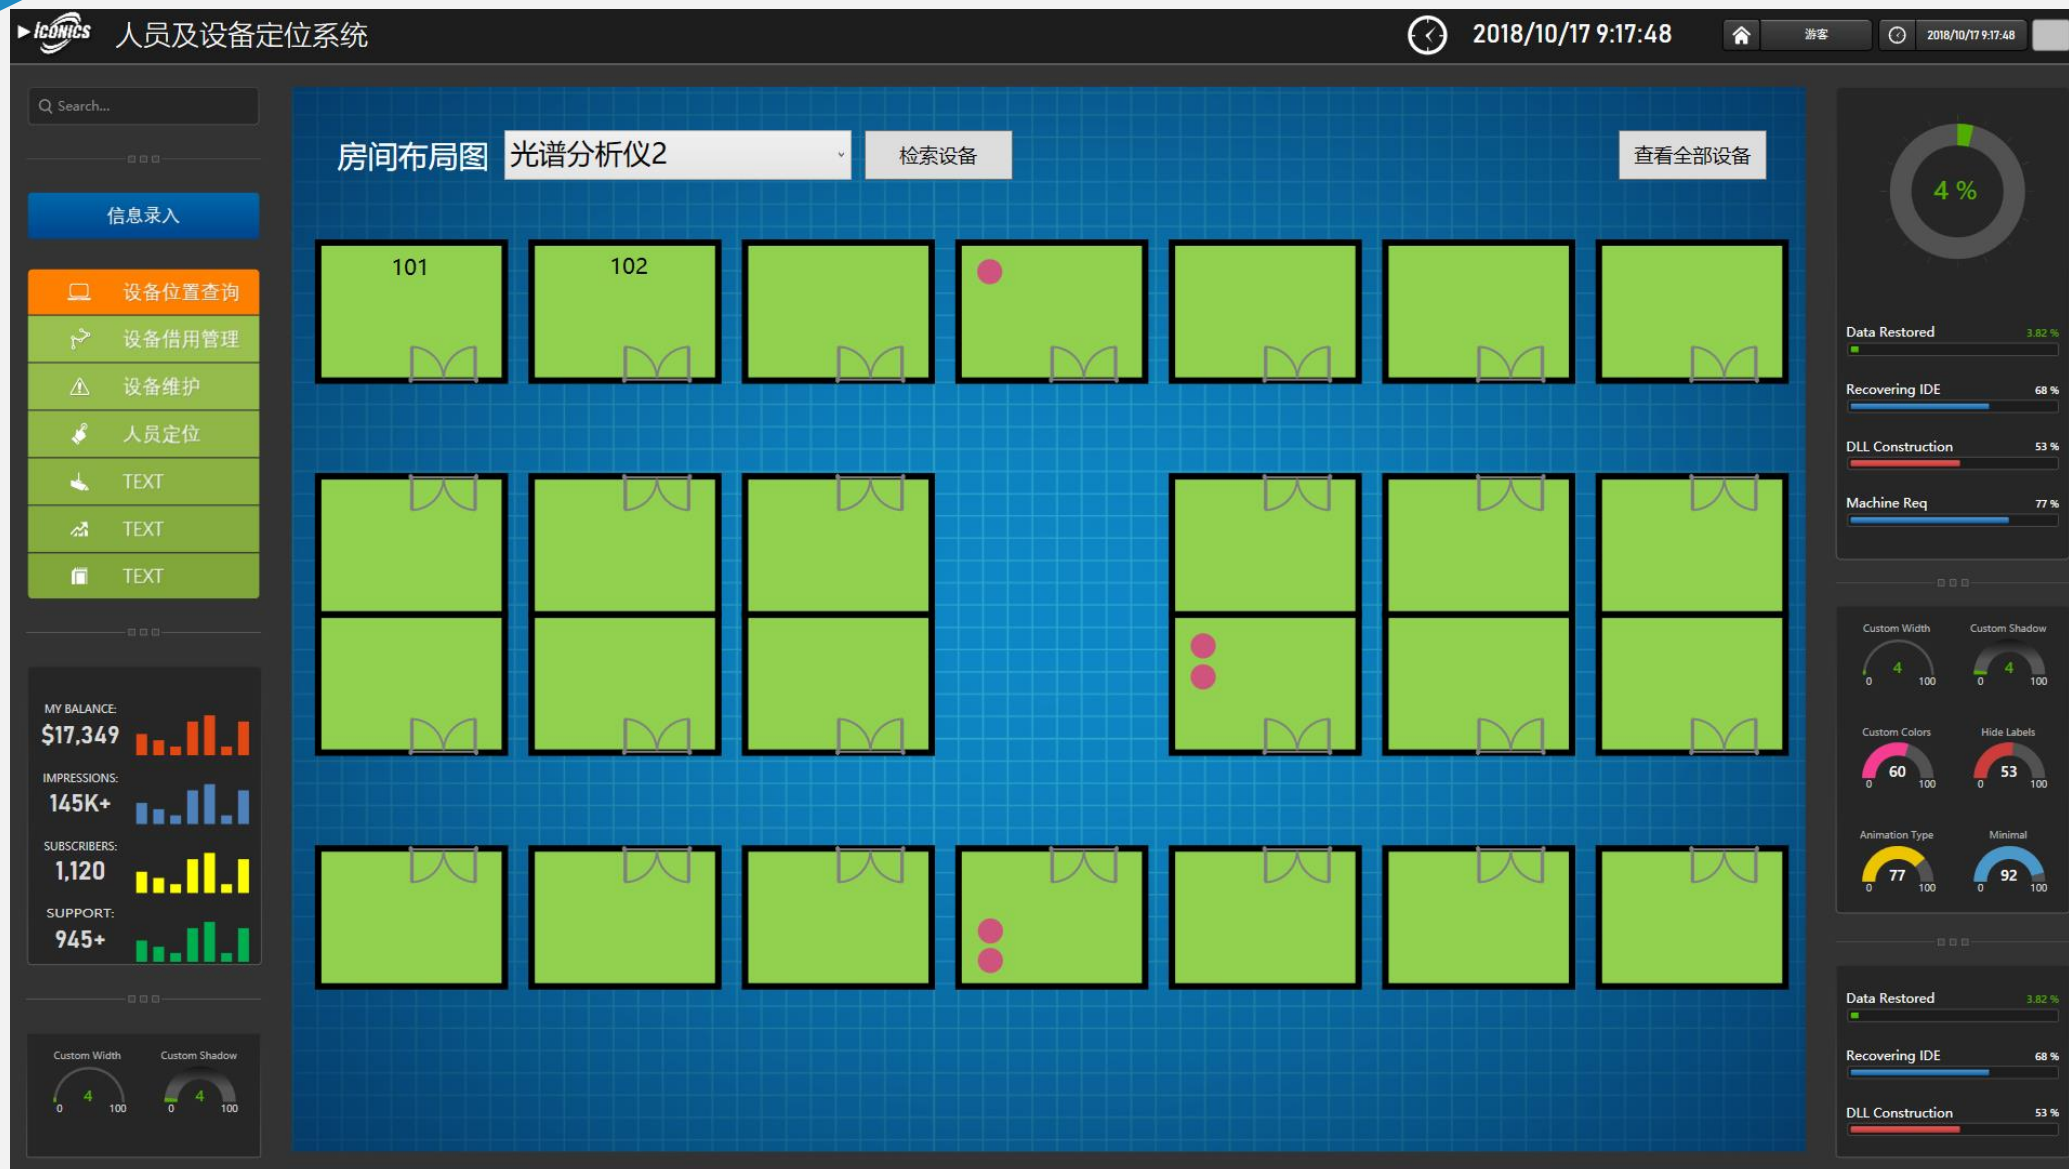 ICONICS 人员及设备定位系统 2018/10/17 9:17:48 游客 2018/10/17 9:17:48
Search...
信息录入
设备位置查询
设备借用管理
设备维护
人员定位
TEXT
TEXT
TEXT
MY BALANCE:
$17,349
IMPRESSIONS:
145K+
SUBSCRIBERS:
1,120
SUPPORT:
945+
Custom Width Custom Shadow
4 4
0 100 0 100
房间布局图 光谱分析仪2 检索设备 查看全部设备
101 102
4 %
Data Restored 3.82 %
Recovering IDE 68 %
DLL Construction 53 %
Machine Req 77 %
Custom Width Custom Shadow
4 4
0 100 0 100
Custom Colors Hide Labels
60 53
0 100 0 100
Animation Type Minimal
77 92
0 100 0 100
Data Restored 3.82 %
Recovering IDE 68 %
DLL Construction 53 %